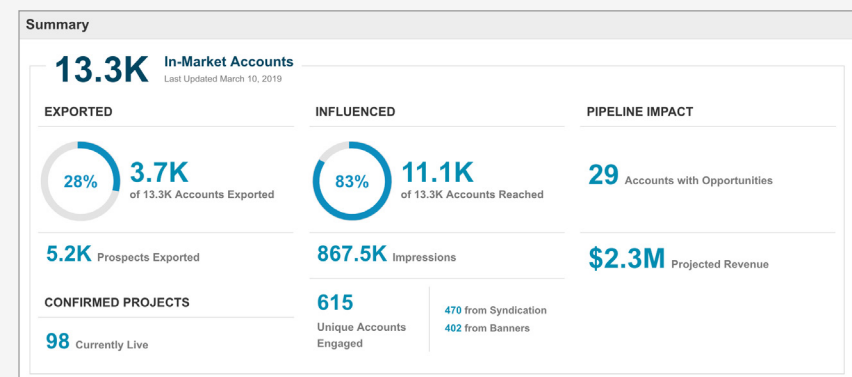 Summary
13.3K In-Market Accounts
Last Updated March 10, 2019
EXPORTED
28%
3.7K
of 13.3K Accounts Exported
5.2K Prospects Exported
CONFIRMED PROJECTS
98 Currently Live
INFLUENCED
83%
11.1K
of 13.3K Accounts Reached
867.5K Impressions
615
Unique Accounts
Engaged
470 from Syndication
402 from Banners
PIPELINE IMPACT
29 Accounts with Opportunities
$2.3M Projected Revenue